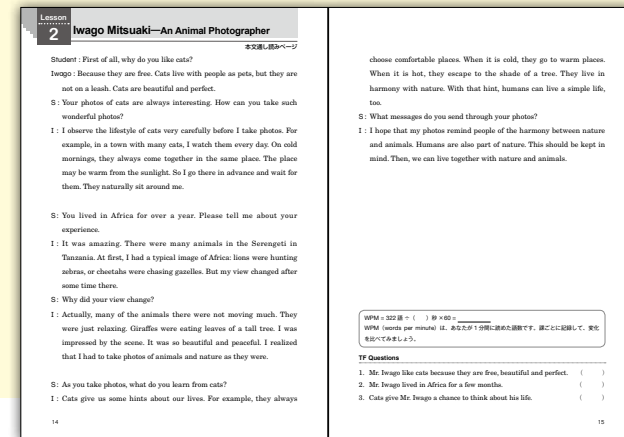 Lesson
2
Iwago Mitsuaki—An Animal Photographer
本文通し読みページ
Student : First of all, why do you like cats?
Iwago : Because they are free. Cats live with people as pets, but they are
not on a leash. Cats are beautiful and perfect.
S : Your photos of cats are always interesting. How can you take such
wonderful photos?
I : I observe the lifestyle of cats very carefully before I take photos. For
example, in a town with many cats, I watch them every day. On cold
mornings, they always come together in the same place. The place
may be warm from the sunlight. So I go there in advance and wait for
them. They naturally sit around me.
S : You lived in Africa for over a year. Please tell me about your
experience.
I : It was amazing. There were many animals in the Serengeti in
Tanzania. At first, I had a typical image of Africa: lions were hunting
zebras, or cheetahs were chasing gazelles. But my view changed after
some time there.
S : Why did your view change?
I : Actually, many of the animals there were not moving much. They
were just relaxing. Giraffes were eating leaves of a tall tree. I was
impressed by the scene. It was so beautiful and peaceful. I realized
that I had to take photos of animals and nature as they were.
S : As you take photos, what do you learn from cats?
I : Cats give us some hints about our lives. For example, they always
14
choose comfortable places. When it is cold, they go to warm places.
When it is hot, they escape to the shade of a tree. They live in
harmony with nature. With that hint, humans can live a simple life,
too.
S : What messages do you send through your photos?
I : I hope that my photos remind people of the harmony between nature
and animals. Humans are also part of nature. This should be kept in
mind. Then, we can live together with nature and animals.
WPM = 322 語 ÷ (   ) 秒 ×60 = ________
WPM（words per minute）は、あなたが1分間に読めた語数です。課ごとに記録して、変化
を比べてみましょう。
TF Questions
1. Mr. Iwago like cats because they are free, beautiful and perfect. (   )
2. Mr. Iwago lived in Africa for a few months. (   )
3. Cats give Mr. Iwago a chance to think about his life. (   )
15